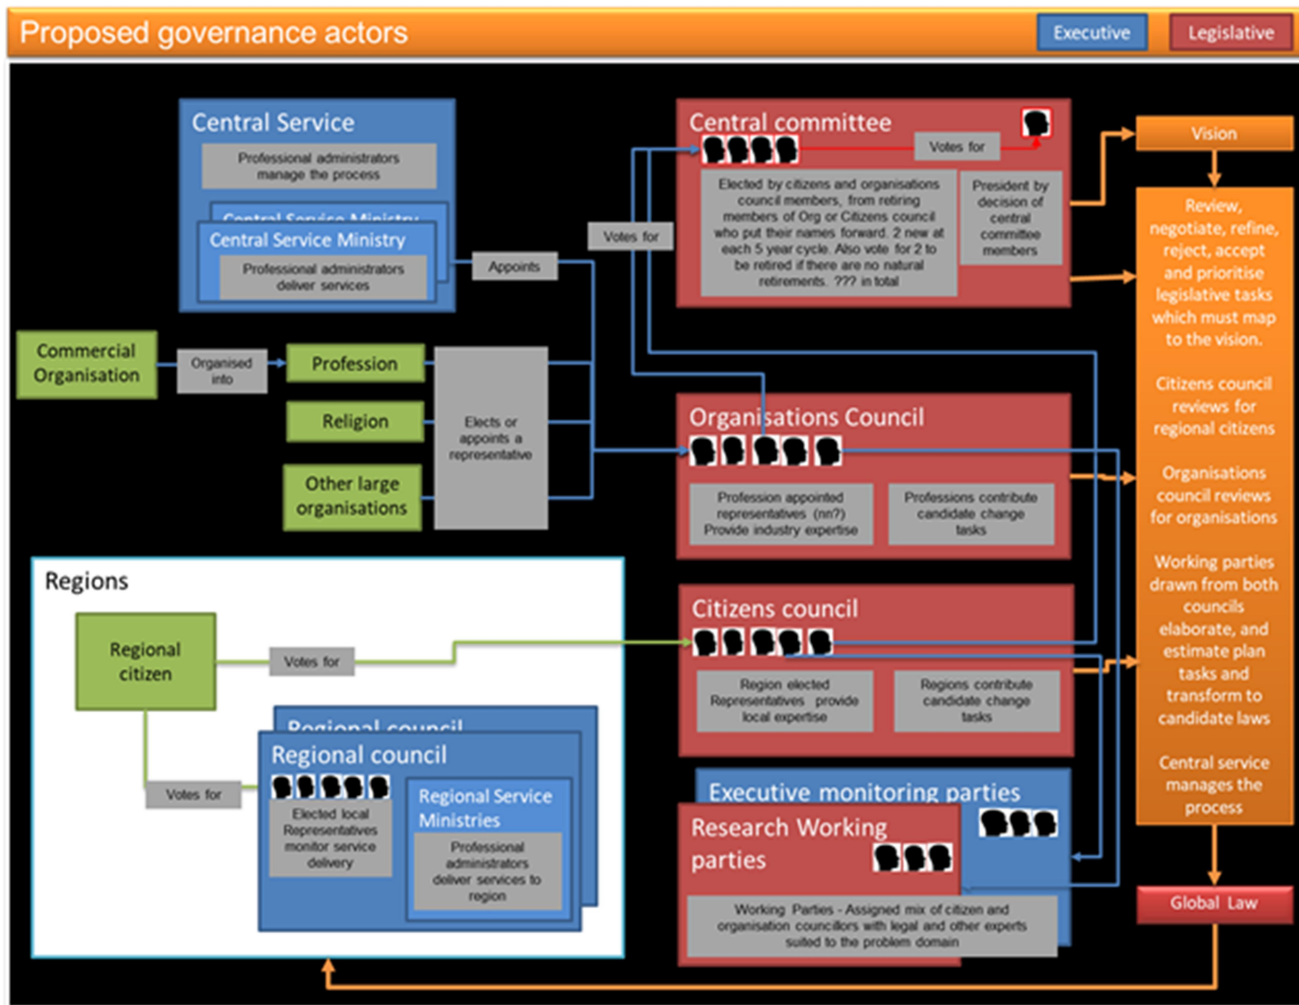 Proposed governance actors
Executive
Legislative
Central Service
Professional administrators
manage the process
Central Service Ministry
Central Service Ministry
Professional administrators
deliver services
Appoints
Commercial
Organisation
Organised
into
Profession
Religion
Other large
organisations
Elects or
appoints a
representative
Central committee
Votes for
Votes for
Elected by citizens and organisations
council members, from retiring
members of Org or Citizens council
who put their names forward. 2 new at
each 5 year cycle. Also vote for 2 to
be retired if there are no natural
retirements. ??? in total
President by
decision of
central
committee
members
Organisations Council
Profession appointed
representatives (nn?)
Provide industry expertise
Professions contribute
candidate change
tasks
Regions
Regional
citizen
Votes for
Votes for
Regional council
Regional council
Elected local
Representatives
monitor service
delivery
Regional Service
Ministries
Professional
administrators
deliver services to
region
Citizens council
Region elected
Representatives provide
local expertise
Regions contribute
candidate change
tasks
Executive monitoring parties
Research Working
parties
Working Parties - Assigned mix of citizen and
organisation councillors with legal and other experts
suited to the problem domain
Vision
Review,
negotiate, refine,
reject, accept
and prioritise
legislative tasks
which must map
to the vision.
Citizens council
reviews for
regional citizens
Organisations
council reviews
for organisations
Working parties
drawn from both
councils
elaborate, and
estimate plan
tasks and
transform to
candidate laws
Central service
manages the
process
Global Law